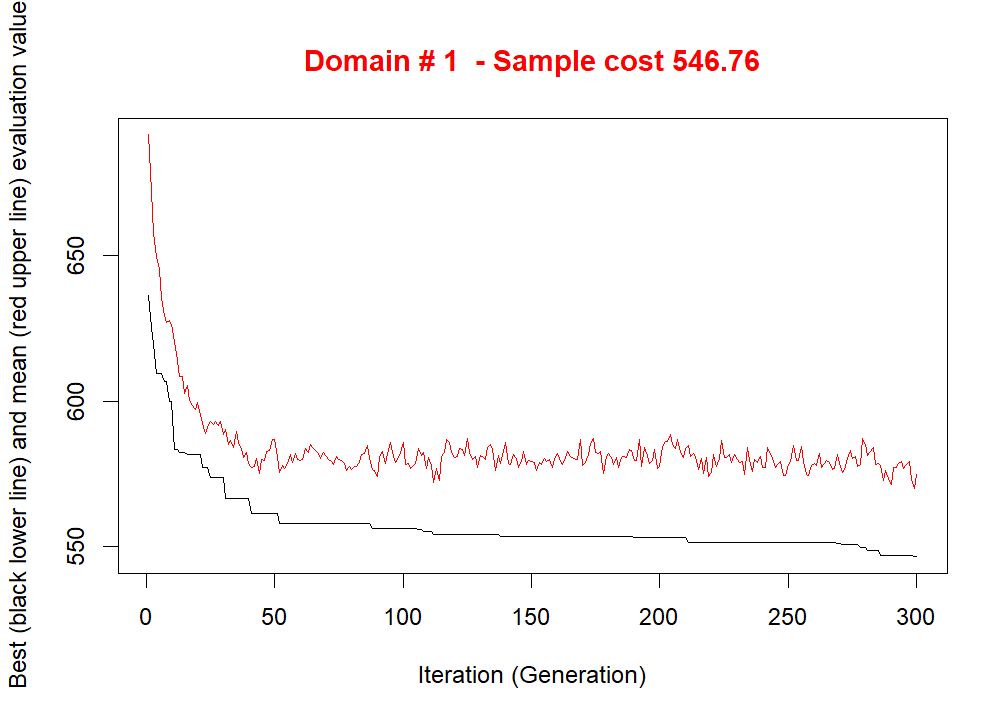 Domain # 1  - Sample cost 546.76
Best (black lower line) and mean (red upper line) evaluation value
650
600
550
0 50 100 150 200 250 300
Iteration (Generation)